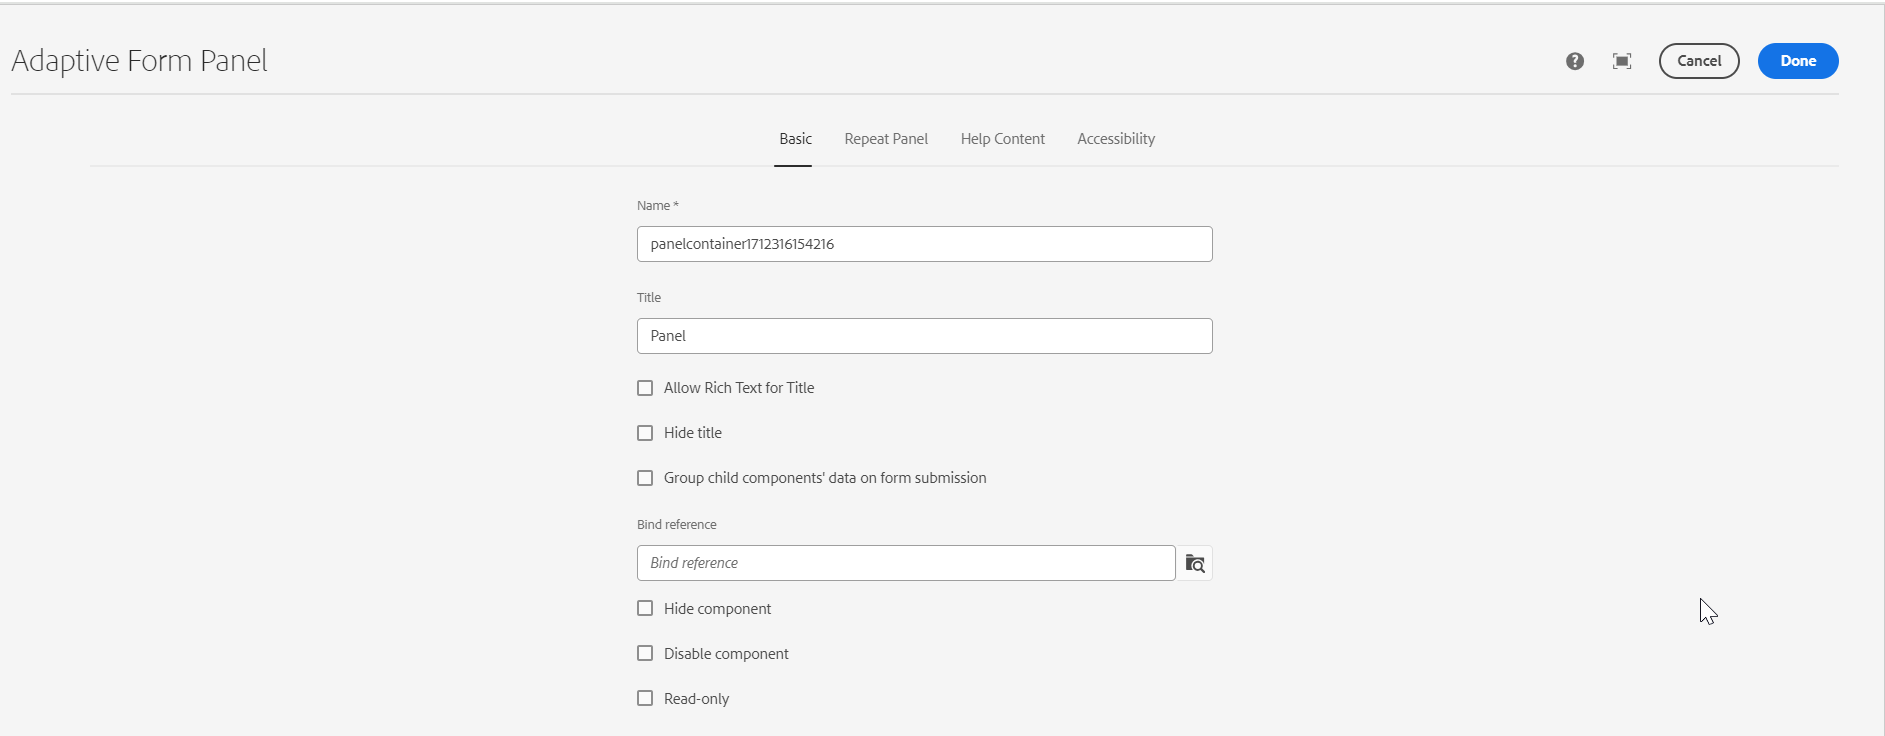 Adaptive Form Panel
Cancel
Done
Basic
Repeat Panel
Help Content
Accessibility
Name *
panelcontainer1712316154216
Title
Panel
Allow Rich Text for Title
Hide title
Group child components' data on form submission
Bind reference
Bind reference
Hide component
Disable component
Read-only